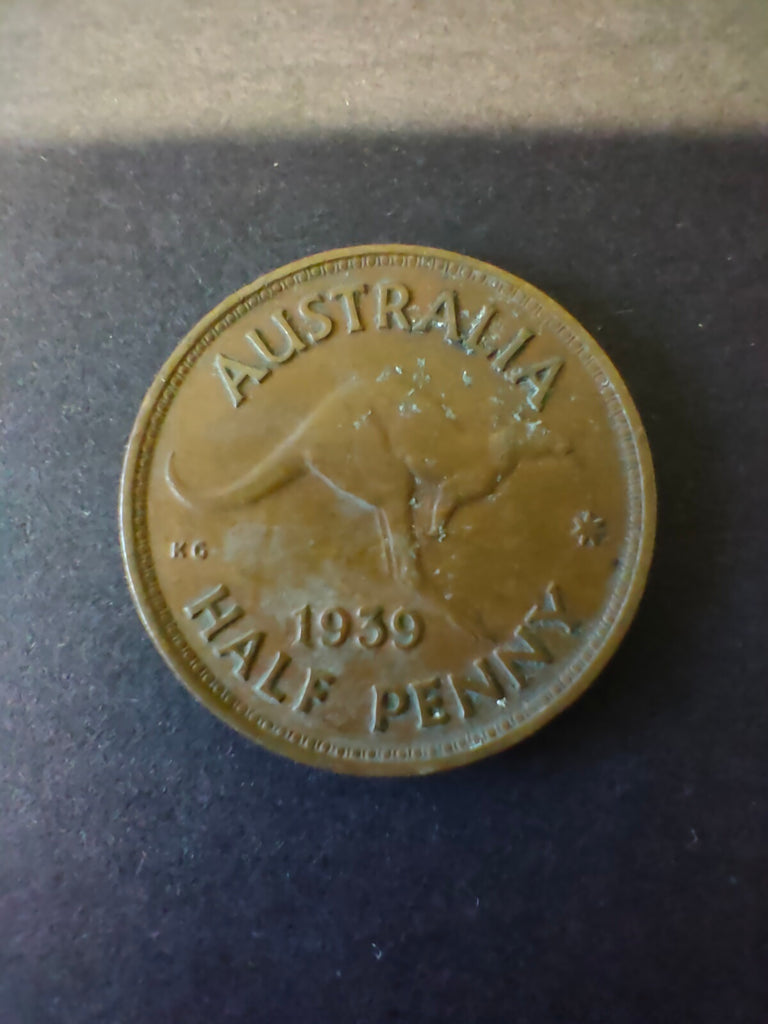 AUSTRALIA
KG
1939
HALF PENNY